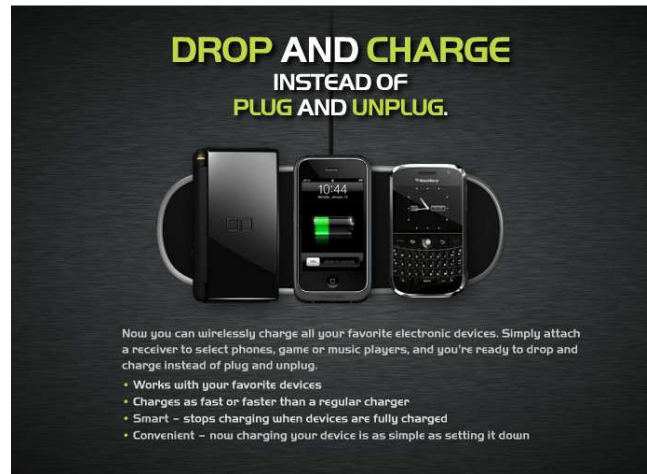 DROP AND CHARGE
INSTEAD OF
PLUG AND UNPLUG.
10:44
BlackBerry
Now you can wirelessly charge all your favorite electronic devices. Simply attach
a receiver to select phones, game or music players, and you're ready to drop and
charge instead of plug and unplug.
• Works with your favorite devices
• Charges as fast or faster than a regular charger
• Smart – stops charging when devices are fully charged
• Convenient – now charging your device is as simple as setting it down